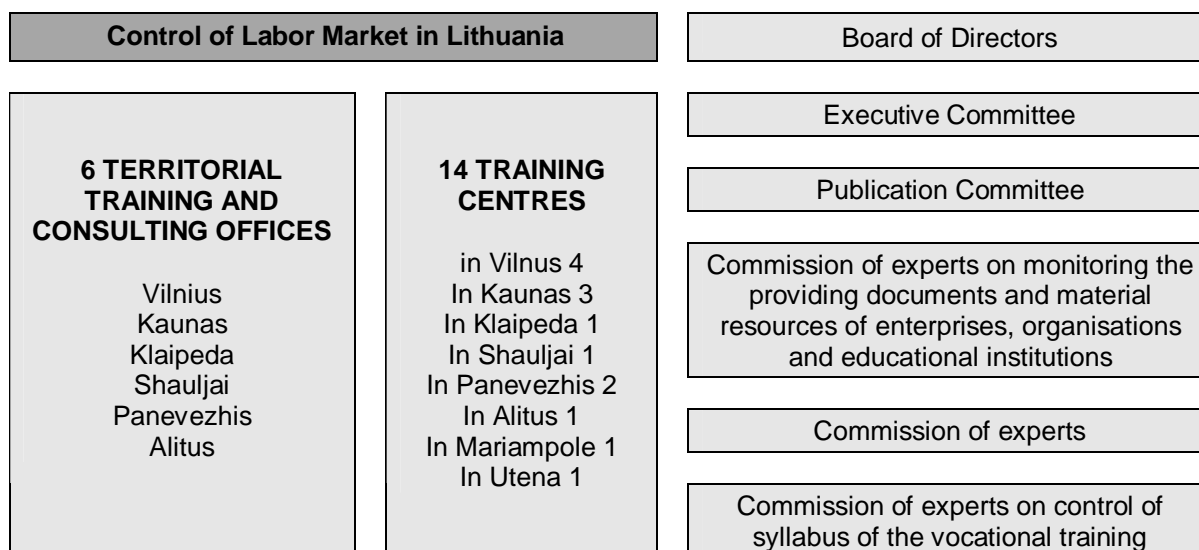 Control of Labor Market in Lithuania
6 TERRITORIAL
TRAINING AND
CONSULTING OFFICES
Vilnius
Kaunas
Klaipeda
Shauljai
Panevezhis
Alitus
14 TRAINING
CENTRES
in Vilnus 4
In Kaunas 3
In Klaipeda 1
In Shauljai 1
In Panevezhis 2
In Alitus 1
In Mariampole 1
In Utena 1
Board of Directors
Executive Committee
Publication Committee
Commission of experts on monitoring the
providing documents and material
resources of enterprises, organisations
and educational institutions
Commission of experts
Commission of experts on control of
syllabus of the vocational training